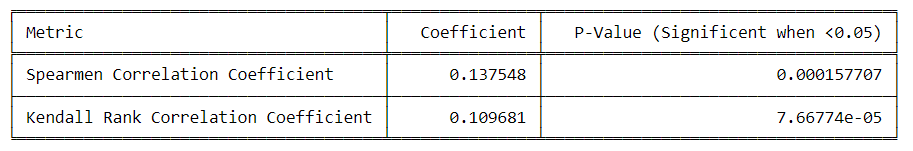 Metric Coefficient P-Value (Significent when <0.05)
Spearmen Correlation Coefficient 0.137548 0.000157707
Kendall Rank Correlation Coefficient 0.109681 7.66774e-05